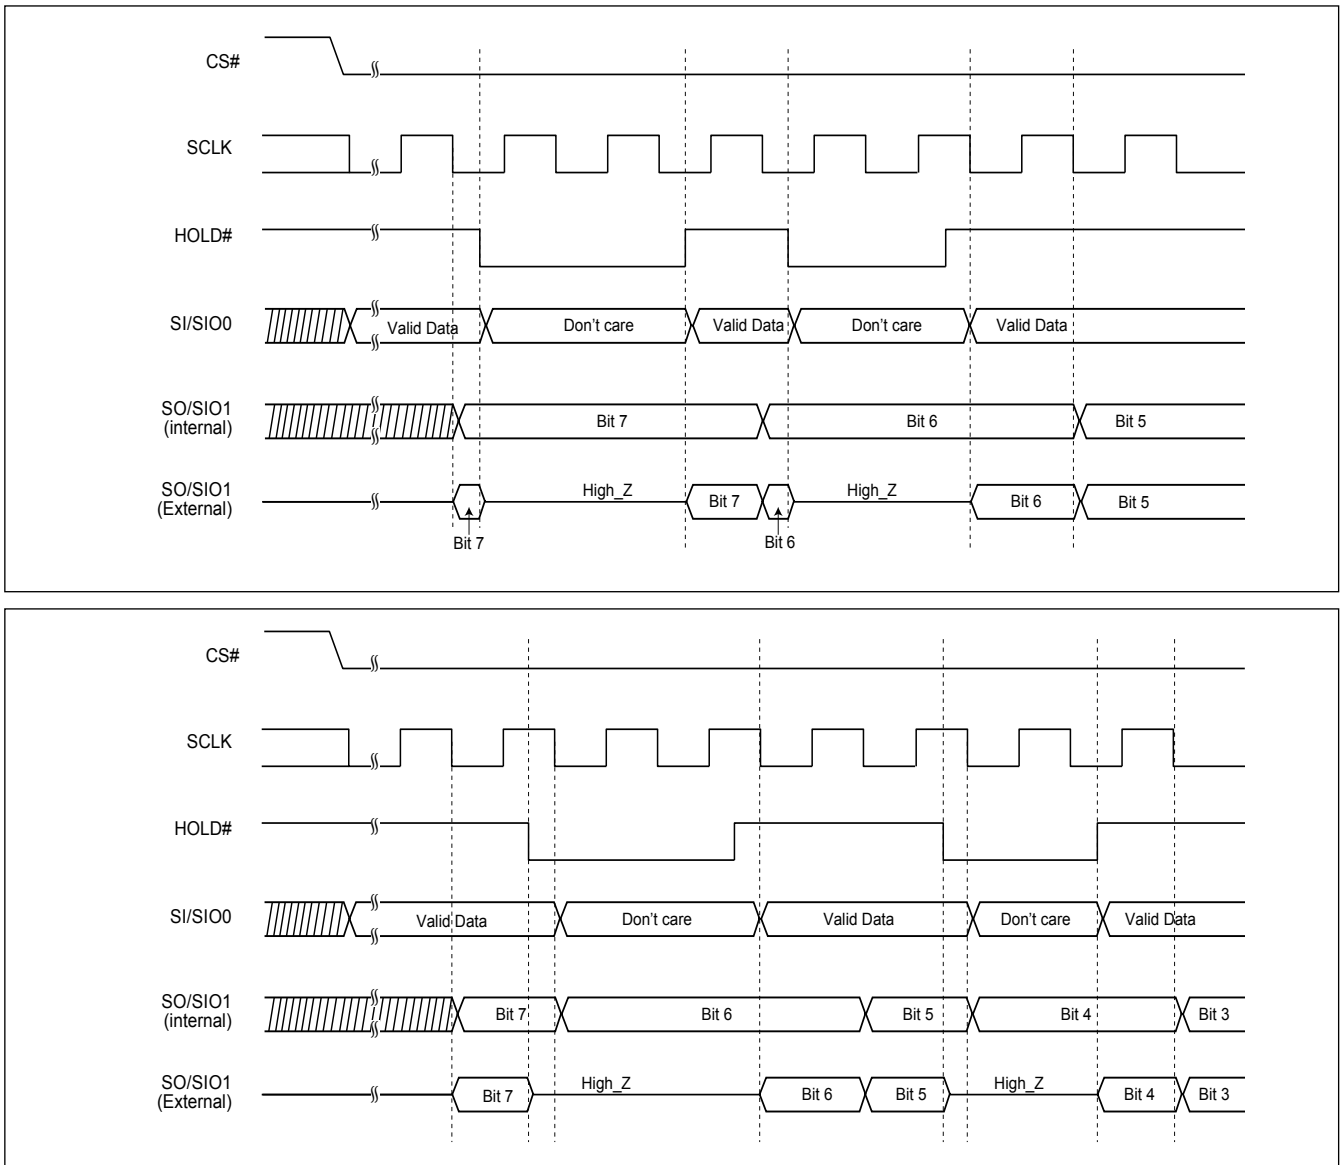 CS#
SCLK
HOLD#
SI/SIO0
Valid Data
Don't care
Valid Data
Don't care
Valid Data
SO/SIO1
(internal)
Bit 7
Bit 6
Bit 5
SO/SIO1
(External)
High_Z
Bit 7
High_Z
Bit 6
Bit 5
Bit 7
Bit 6
CS#
SCLK
HOLD#
SI/SIO0
Valid Data
Don't care
Valid Data
Don't care
Valid Data
SO/SIO1
(internal)
Bit 7
Bit 6
Bit 5
Bit 4
Bit 3
SO/SIO1
(External)
Bit 7
High_Z
Bit 6
Bit 5
High_Z
Bit 4
Bit 3